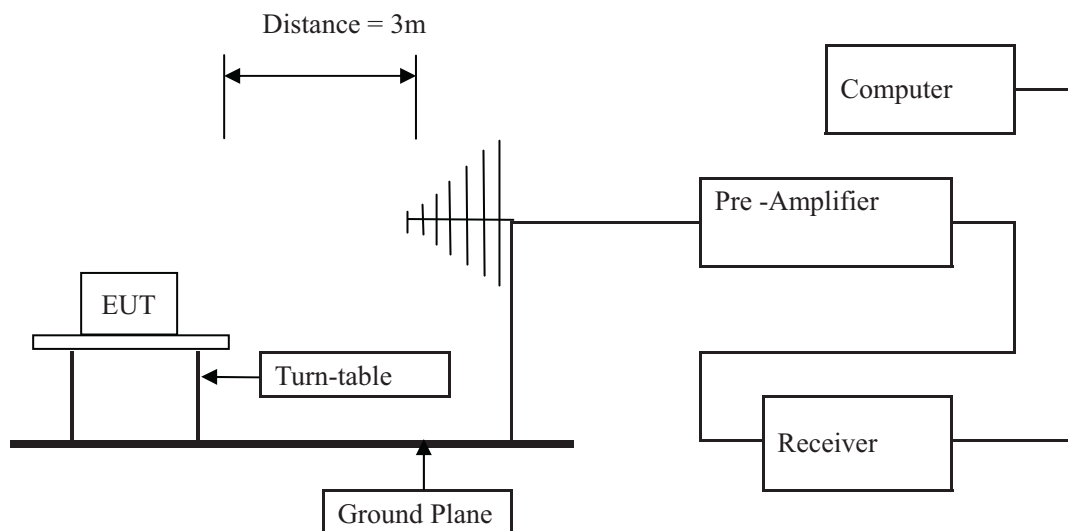 Distance = 3m
Computer
Pre -Amplifier
EUT
Turn-table
Receiver
Ground Plane